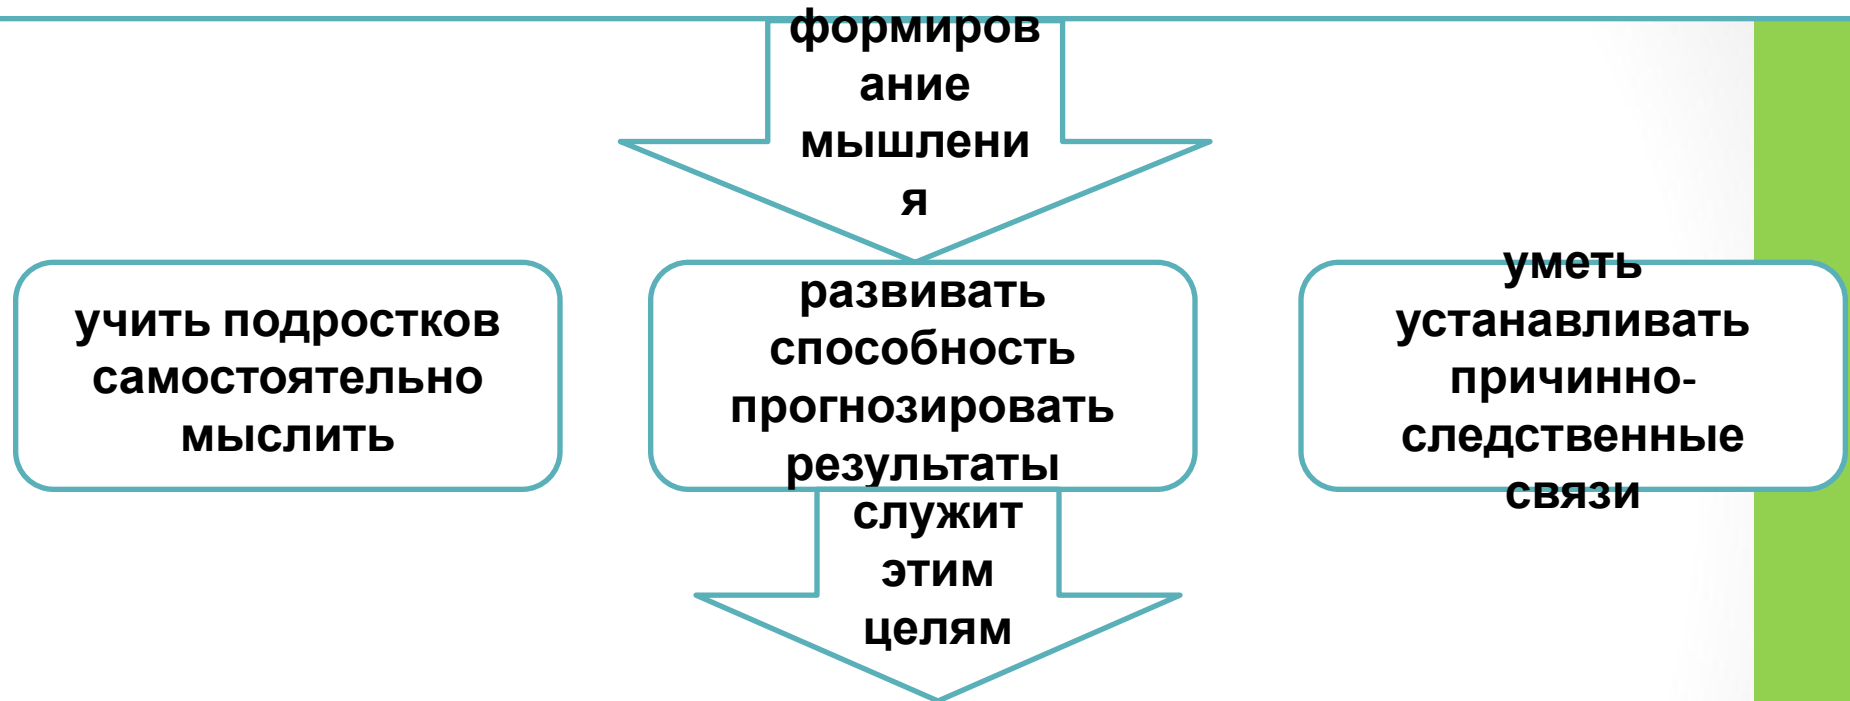 формиров
ание
мышлени
я
учить подростков
самостоятельно
мыслить
развивать
способность
прогнозировать
результаты
уметь
устанавливать
причинно-
следственные
связи
служит
этим
целям